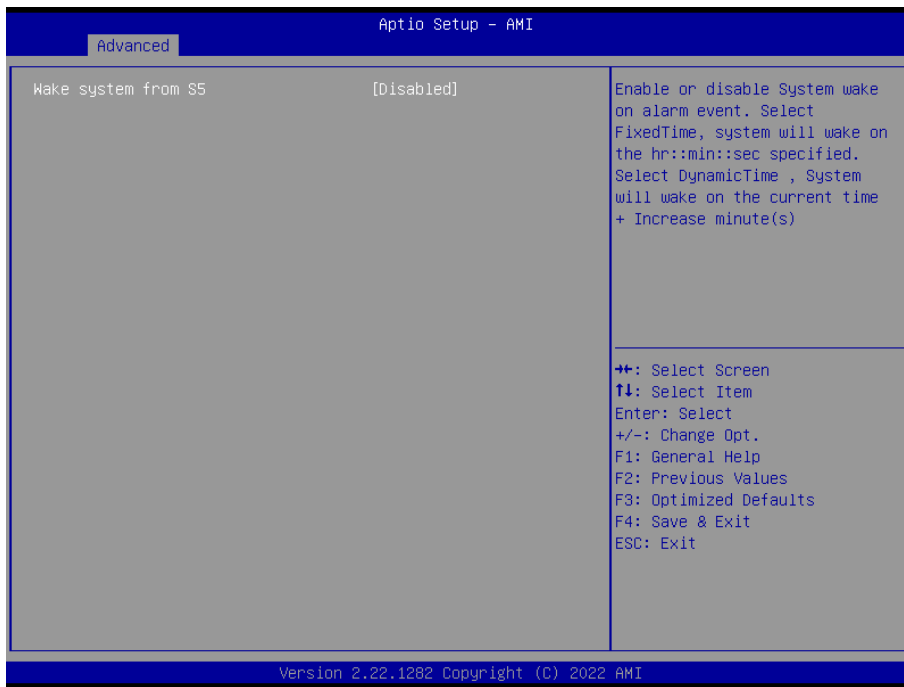 Aptio Setup – AMI
Advanced
Wake system from S5 [Disabled]
Enable or disable System wake
on alarm event. Select
FixedTime, system will wake on
the hr::min::sec specified.
Select DynamicTime , System
will wake on the current time
+ Increase minute(s)
→←: Select Screen
↑↓: Select Item
Enter: Select
+/-: Change Opt.
F1: General Help
F2: Previous Values
F3: Optimized Defaults
F4: Save & Exit
ESC: Exit
Version 2.22.1282 Copyright (C) 2022 AMI